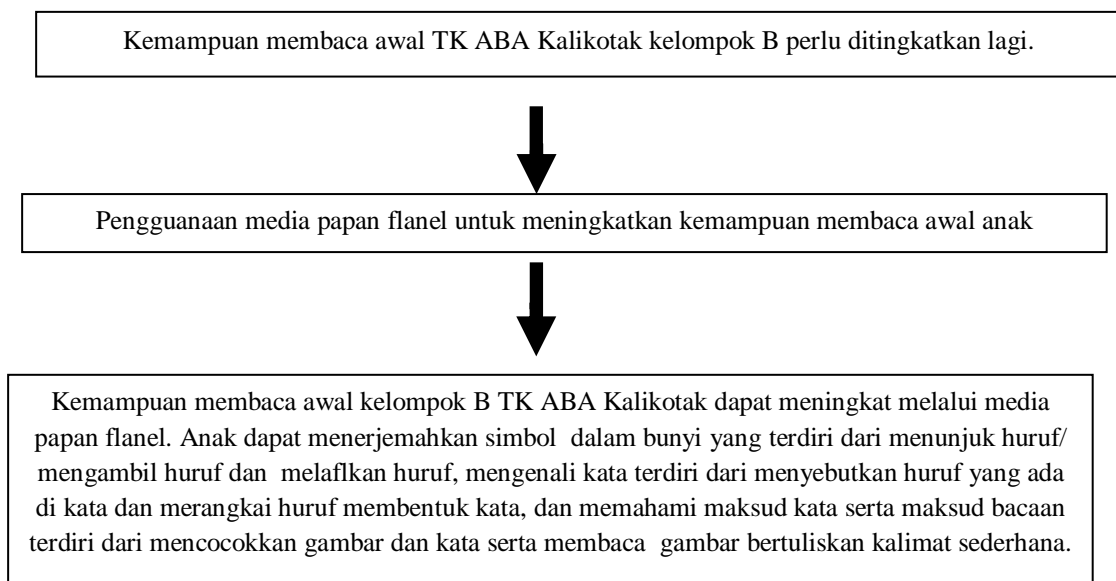 Kemampuan membaca awal TK ABA Kalikotak kelompok B perlu ditingkatkan lagi.
Pengguanaan media papan flanel untuk meningkatkan kemampuan membaca awal anak
Kemampuan membaca awal kelompok B TK ABA Kalikotak dapat meningkat melalui media
papan flanel. Anak dapat menerjemahkan simbol dalam bunyi yang terdiri dari menunjuk huruf/
mengambil huruf dan melaflkan huruf, mengenali kata terdiri dari menyebutkan huruf yang ada
di kata dan merangkai huruf membentuk kata, dan memahami maksud kata serta maksud bacaan
terdiri dari mencocokkan gambar dan kata serta membaca gambar bertuliskan kalimat sederhana.